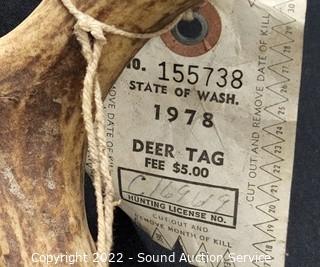 NO. 155738
STATE OF WASH.
1978
DEER TAG
FEE $5.00
HUNTING LICENSE NO.
CUT OUT AND
REMOVE MONTH OF KILL
CUT OUT AND REMOVE DATE OF KILL
30
Copyright © 2022 - Sound Auction Service